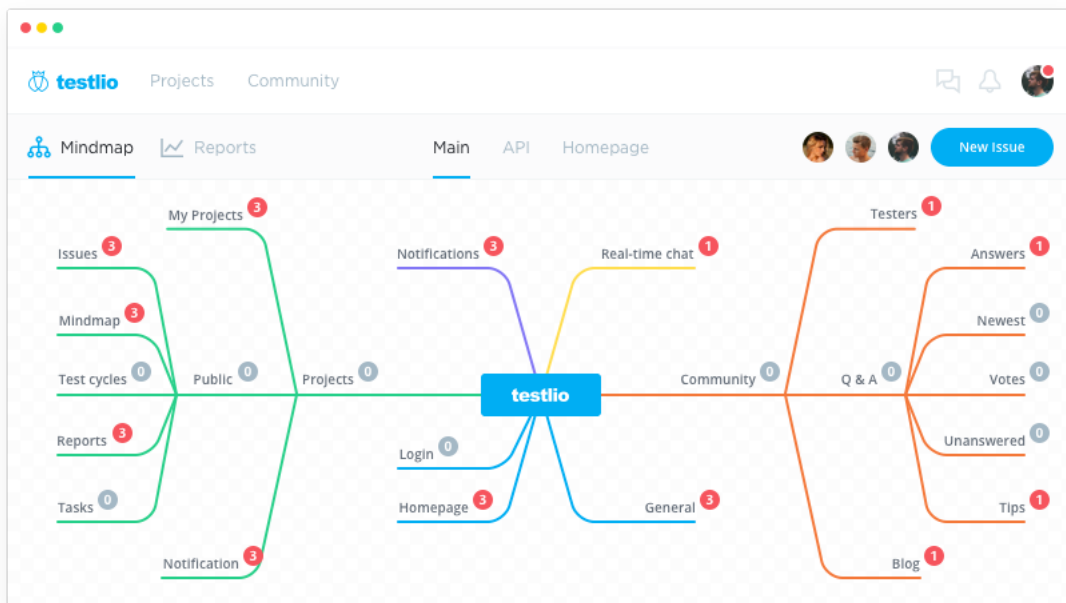 testlio Projects Community
Mindmap Reports Main API Homepage New Issue
My Projects 3
Testers 1
Issues 3
Notifications 3
Real-time chat 1
Answers 1
Mindmap 3
Newest 0
Test cycles 0
Public 0
Projects 0
testlio
Community 0
Q & A 0
Votes 0
Reports 3
Login 0
Unanswered 0
Tasks 0
Homepage 3
General 3
Tips 1
Notification 3
Blog 1